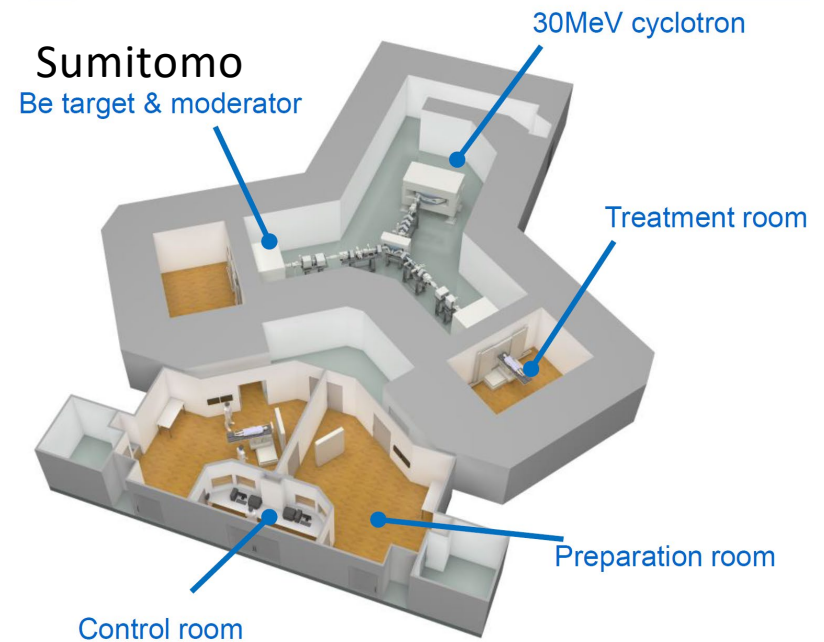 30MeV cyclotron
Sumitomo
Be target & moderator
Treatment room
Preparation room
Control room